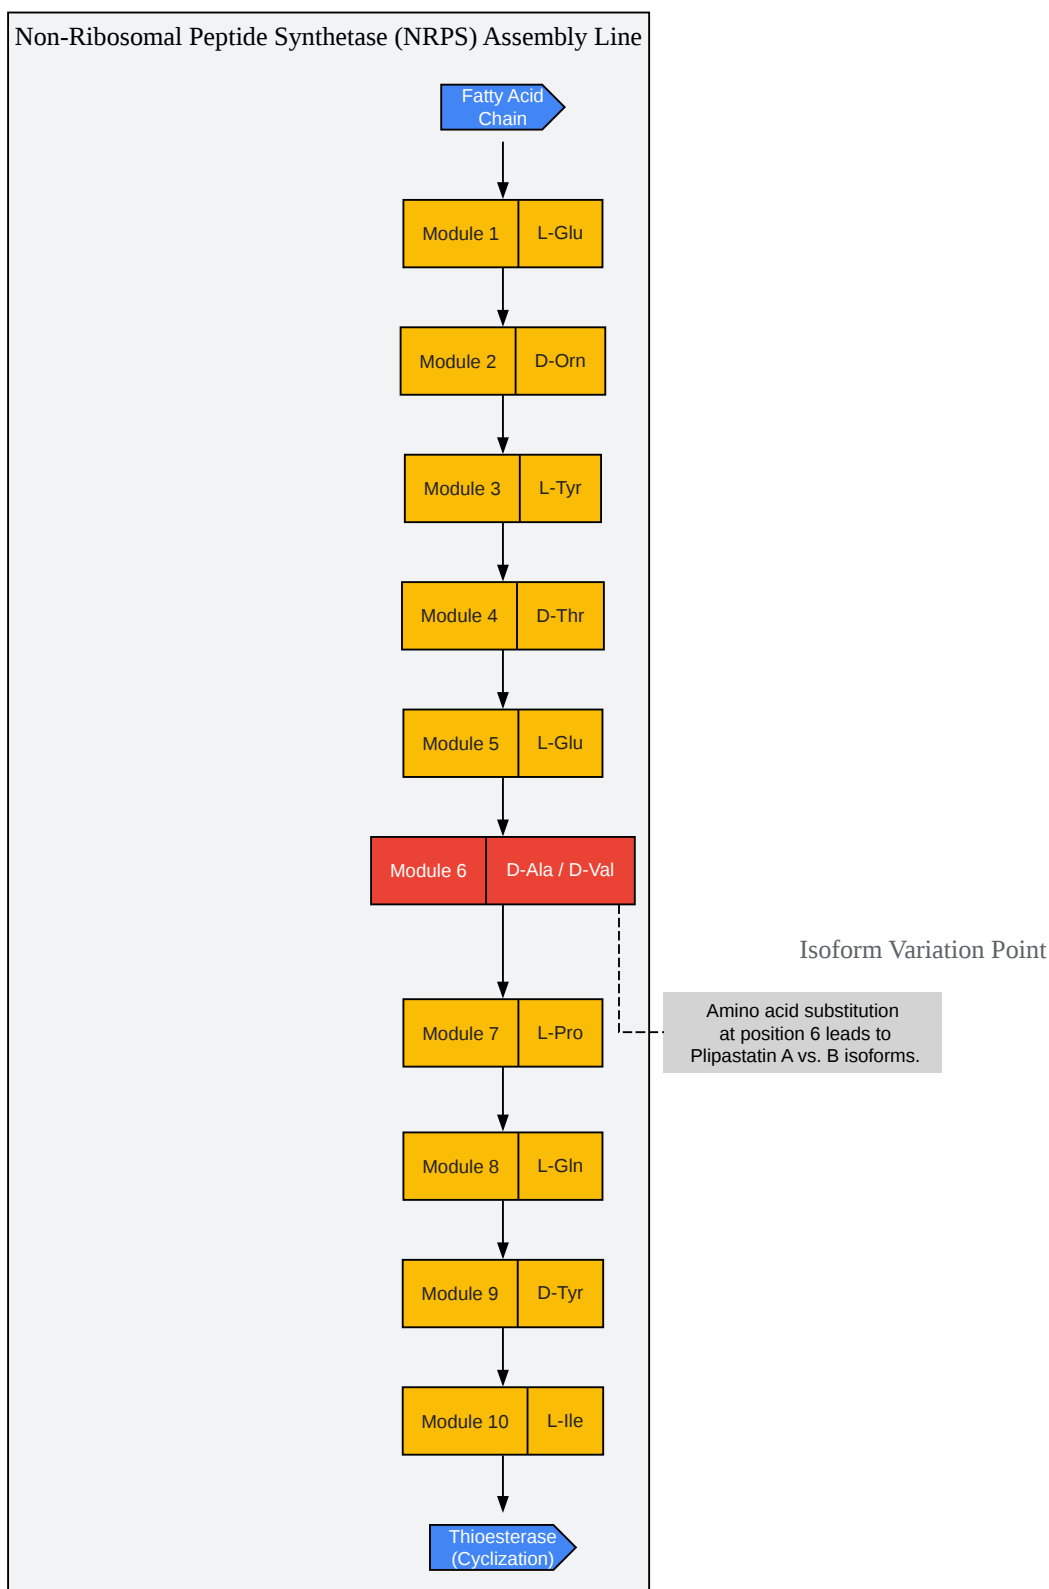 Non-Ribosomal Peptide Synthetase (NRPS) Assembly Line
Fatty Acid
Chain
Module 1
L-Glu
Module 2
D-Orn
Module 3
L-Tyr
Module 4
D-Thr
Module 5
L-Glu
Module 6
D-Ala / D-Val
Isoform Variation Point
Amino acid substitution
at position 6 leads to
Plipastatin A vs. B isoforms.
Module 7
L-Pro
Module 8
L-Gln
Module 9
D-Tyr
Module 10
L-Ile
Thioesterase
(Cyclization)